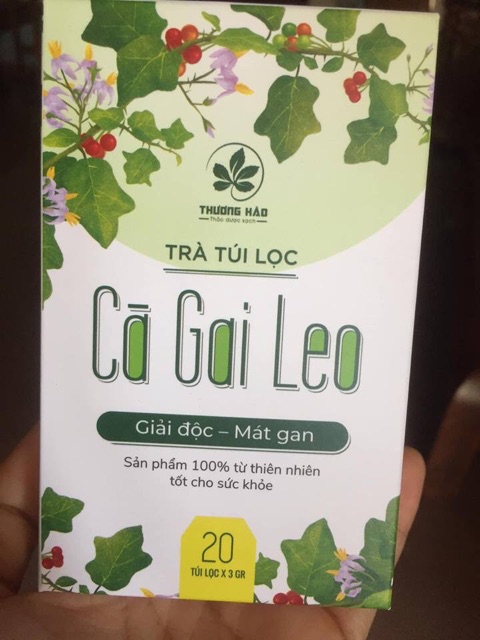 THƯƠNG HẢO
Thảo dược sạch
TRÀ TÚI LỌC
Cà Gai Leo
Giải độc – Mát gan
Sản phẩm 100% từ thiên nhiên
tốt cho sức khỏe
20
TÚI LỌC X 3 GR